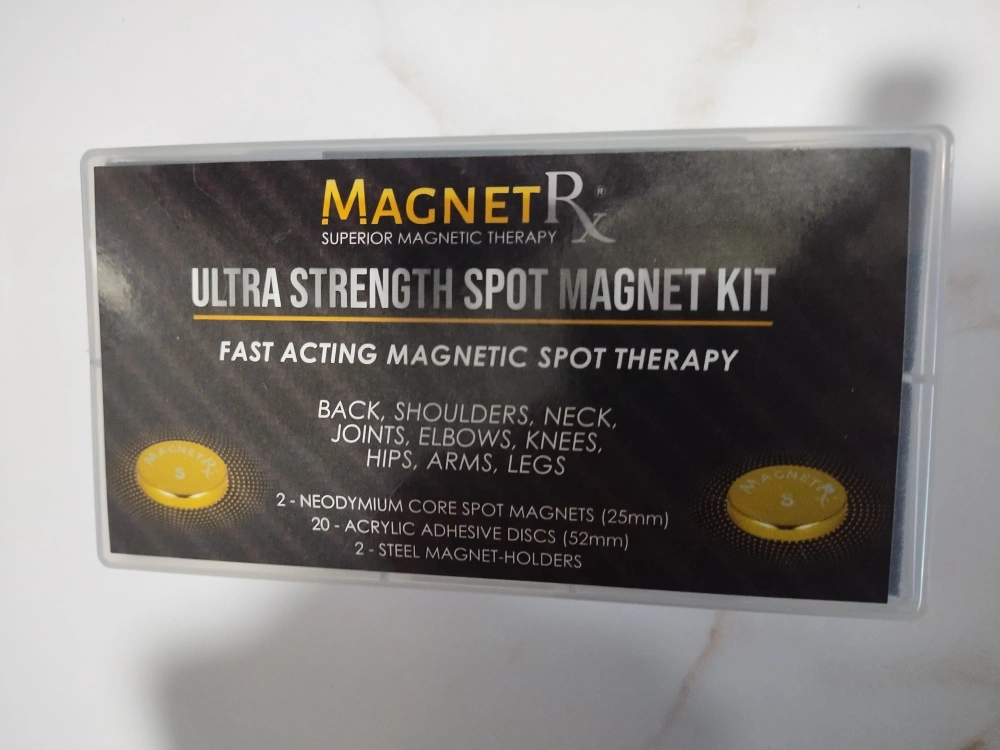 MAGNETRx®
SUPERIOR MAGNETIC THERAPY
ULTRA STRENGTH SPOT MAGNET KIT
FAST ACTING MAGNETIC SPOT THERAPY
BACK, SHOULDERS, NECK,
JOINTS, ELBOWS, KNEES,
HIPS, ARMS, LEGS
MAGNETRx
S
MAGNETRx
S
2 - NEODYMIUM CORE SPOT MAGNETS (25mm)
20 - ACRYLIC ADHESIVE DISCS (52mm)
2 - STEEL MAGNET-HOLDERS